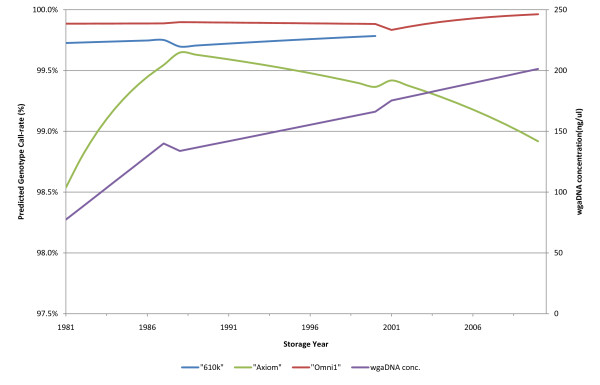 100.0%
99.5%
99.0%
98.5%
98.0%
97.5%
Predicted Genotype Call-rate (%)
250
200
150
100
50
0
wgaDNA concentration(ng/ul)
1981 1986 1991 1996 2001 2006
Storage Year
"610k" "Axiom" "Omni1" wgaDNA conc.